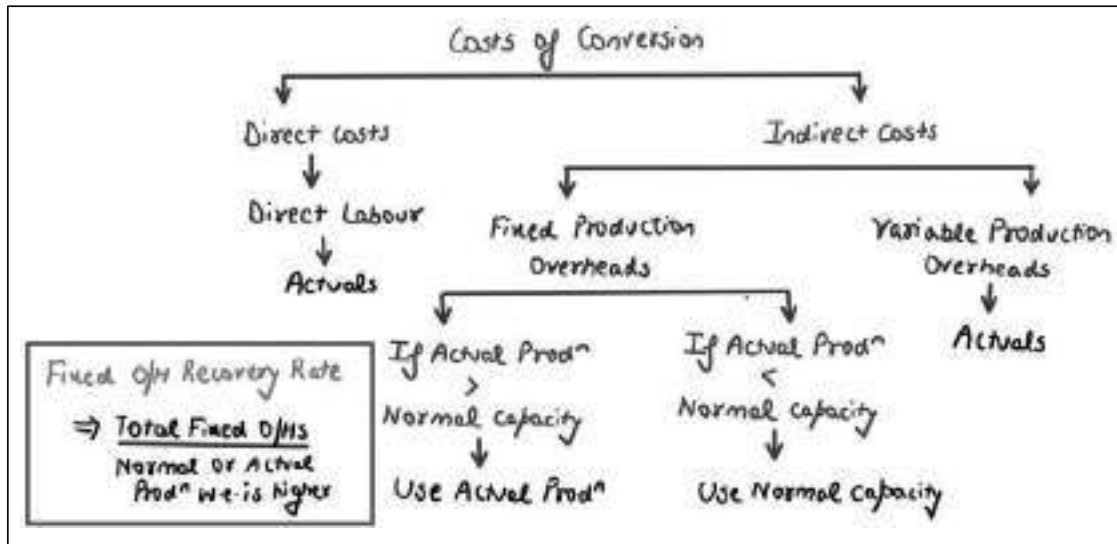 Costs of Conversion
Direct Costs
Indirect Costs
Direct Labour
Actuals
Fixed Production
Overheads
Variable Production
Overheads
Actuals
If Actual Prodⁿ
>
Normal Capacity
Use Actual Prodⁿ
If Actual Prodⁿ
<
Normal Capacity
Use Normal Capacity
Fixed O/H Recovery Rate
⇒ Total Fixed O/Hs
Normal or Actual
Prodⁿ w.e. is higher